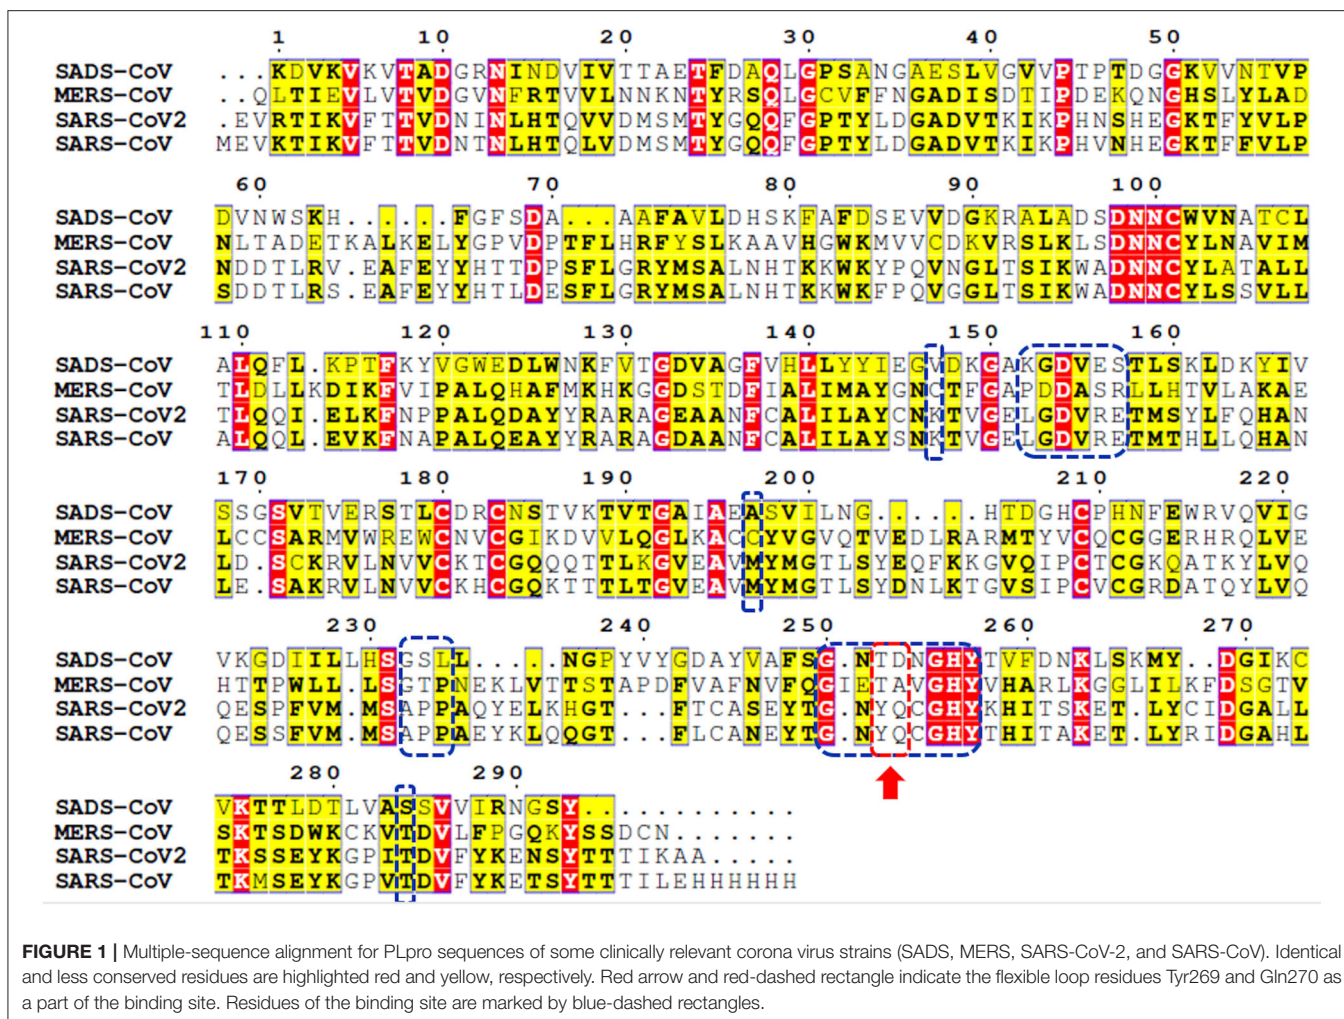 1 10 20 30 40 50
SADS-CoV ...KDVKVKVTADGRNINDVIVTTAETFDAQLGPSANGAESLVGVVPTPTDGGKVVNTVP
MERS-CoV ..QLTIEVLVTVDGVNFRTVVLNNKNTYRSQLGCVFFNGADISDTIPDEKQNGHSLYLAD
SARS-CoV2 .EVRTIKVFTTVDNINLHTQVVDMSMTYGQQFGPTYLDGADVTKIKPHNSHEGKTFYVLP
SARS-CoV MEVKTIKVFTTVDNTNLHTQLVDMSMTYGQQFGPTYLDGADVTKIKPHVNHEGKTFFVLP
60 70 80 90 100
SADS-CoV DVNWSKH.....FGFSDA...AAFAVLDHSKFAFDSEVVDGKRALADSDNNCWVNATCL
MERS-CoV NLTADETKALKELYGPVDPTFLHRFYSLKAAVHGWKMVVCDKVRSLKLSDNNCYLNAVIM
SARS-CoV2 NDDTLRV.EAFEYYHTTDPSFLGRYMSALNHTKKWKYPQVNGLTSIKWADNNCYLATALL
SARS-CoV SDDTLRS.EAFEYYHTLDESFLGRYMSALNHTKKWKFPQVGGLTSIKWADNNCYLSSVLL
110 120 130 140 150 160
SADS-CoV ALQFL.KPTFKYVGWEDLWNKFVTGDVAGFVHLLYYIEGVDKGAKGDVESTLSKLDKYIV
MERS-CoV TLDLLKDIKFVIPALQHAFMKHKGGDSTDFIALIMAYGNCTFGAPDDASRLLHTVLAKAE
SARS-CoV2 TLQQI.ELKFNPPALQDAYYRARAGEAANFCALILAYCNKTVGELGDVRETMSYLFQHAN
SARS-CoV ALQQL.EVKFNAPALQEAYYRARAGDAANFCALILAYSNKTVGELGDVRETMTHLLQHAN
170 180 190 200 210 220
SADS-CoV SSGSVTVERSTLCDRCNSTVKTVTGAIAEASVILNG.....HTDGHCPHNFEWRVQVIG
MERS-CoV LCCSARMVWREWCNVCGIKDVVLQGLKACCYVGVQTVEDLRARMTYVCQCGGERHRQLVE
SARS-CoV2 LD.SCKRVLNVVCKTCGQQQTTLKGVEAVMYMGTLSYEQFKKGVQIPCTCGKQATKYLVQ
SARS-CoV LE.SAKRVLNVVCKHCGQKTTTLTGVEAVMYMGTLSYDNLKTGVSIPCVCGRDATQYLVQ
230 240 250 260 270
SADS-CoV VKGDIILLHSGSLL.....NGPYVYGDAYVAFSG.NTDNGHYTVFDNKLSKMY..DGIKC
MERS-CoV HTTPWLL.LSGTPNEKLVTTSTAPDFVAFNVFQGIETAVGHYVHARLKGGLILKFDSGTV
SARS-CoV2 QESPFVM.MSAPPAQYELKHGT...FTCASEYTG.NYQCGHYKHITSKET.LYCIDGALL
SARS-CoV QESSFVM.MSAPPAEYKLQQGT...FLCANEYTG.NYQCGHYTHITAKET.LYRIDGAHL
280 290
SADS-CoV VKTTLDTLVASSVVIRNGSY............
MERS-CoV SKTSDWKCKVTDVLFPGQKYSSDCN.......
SARS-CoV2 TKSSEYKGPITDVFYKENSYTTTIKAA.....
SARS-CoV TKMSEYKGPVTDVFYKETSYTTTILEHHHHHH
FIGURE 1 | Multiple-sequence alignment for PLpro sequences of some clinically relevant corona virus strains (SADS, MERS, SARS-CoV-2, and SARS-CoV). Identical
and less conserved residues are highlighted red and yellow, respectively. Red arrow and red-dashed rectangle indicate the flexible loop residues Tyr269 and Gln270 as
a part of the binding site. Residues of the binding site are marked by blue-dashed rectangles.